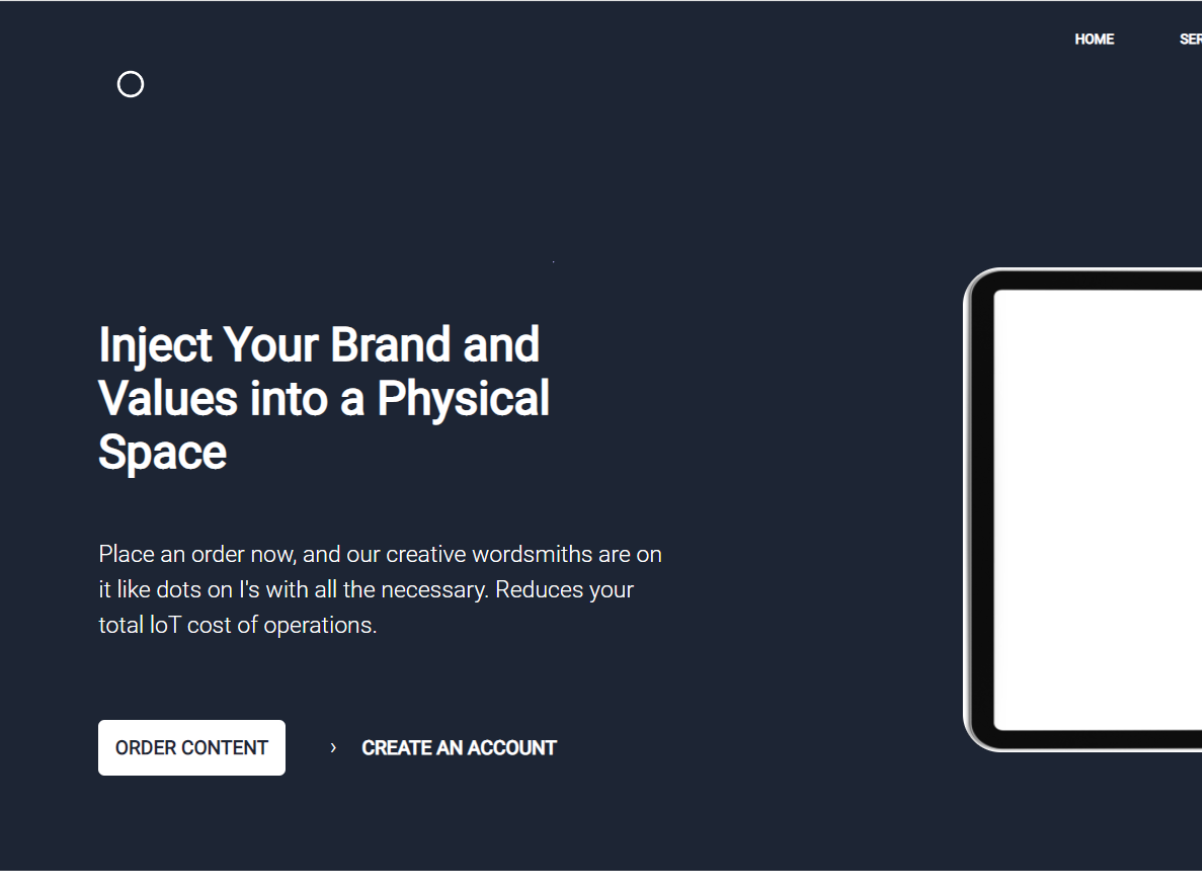 HOME
Inject Your Brand and
Values into a Physical
Space
Place an order now, and our creative wordsmiths are on
it like dots on I's with all the necessary. Reduces your
total IoT cost of operations.
ORDER CONTENT
› CREATE AN ACCOUNT